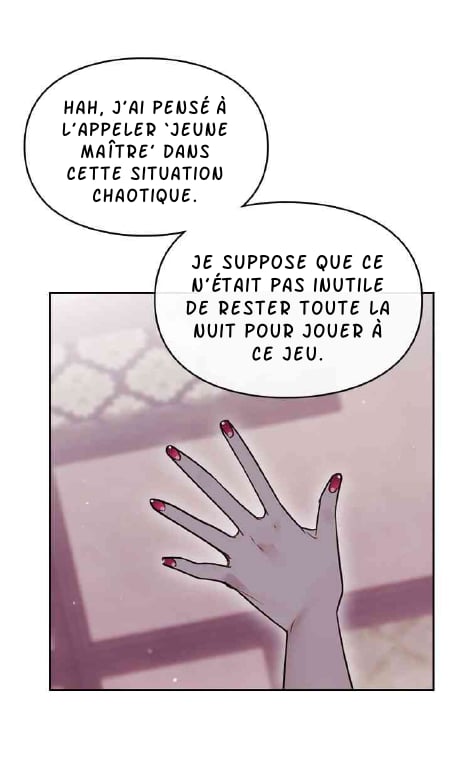 HAH, J'AI PENSÉ À
L'APPELER 'JEUNE
MAÎTRE' DANS
CETTE SITUATION
CHAOTIQUE.
JE SUPPOSE QUE CE
N'ÉTAIT PAS INUTILE
DE RESTER TOUTE LA
NUIT POUR JOUER À
CE JEU.